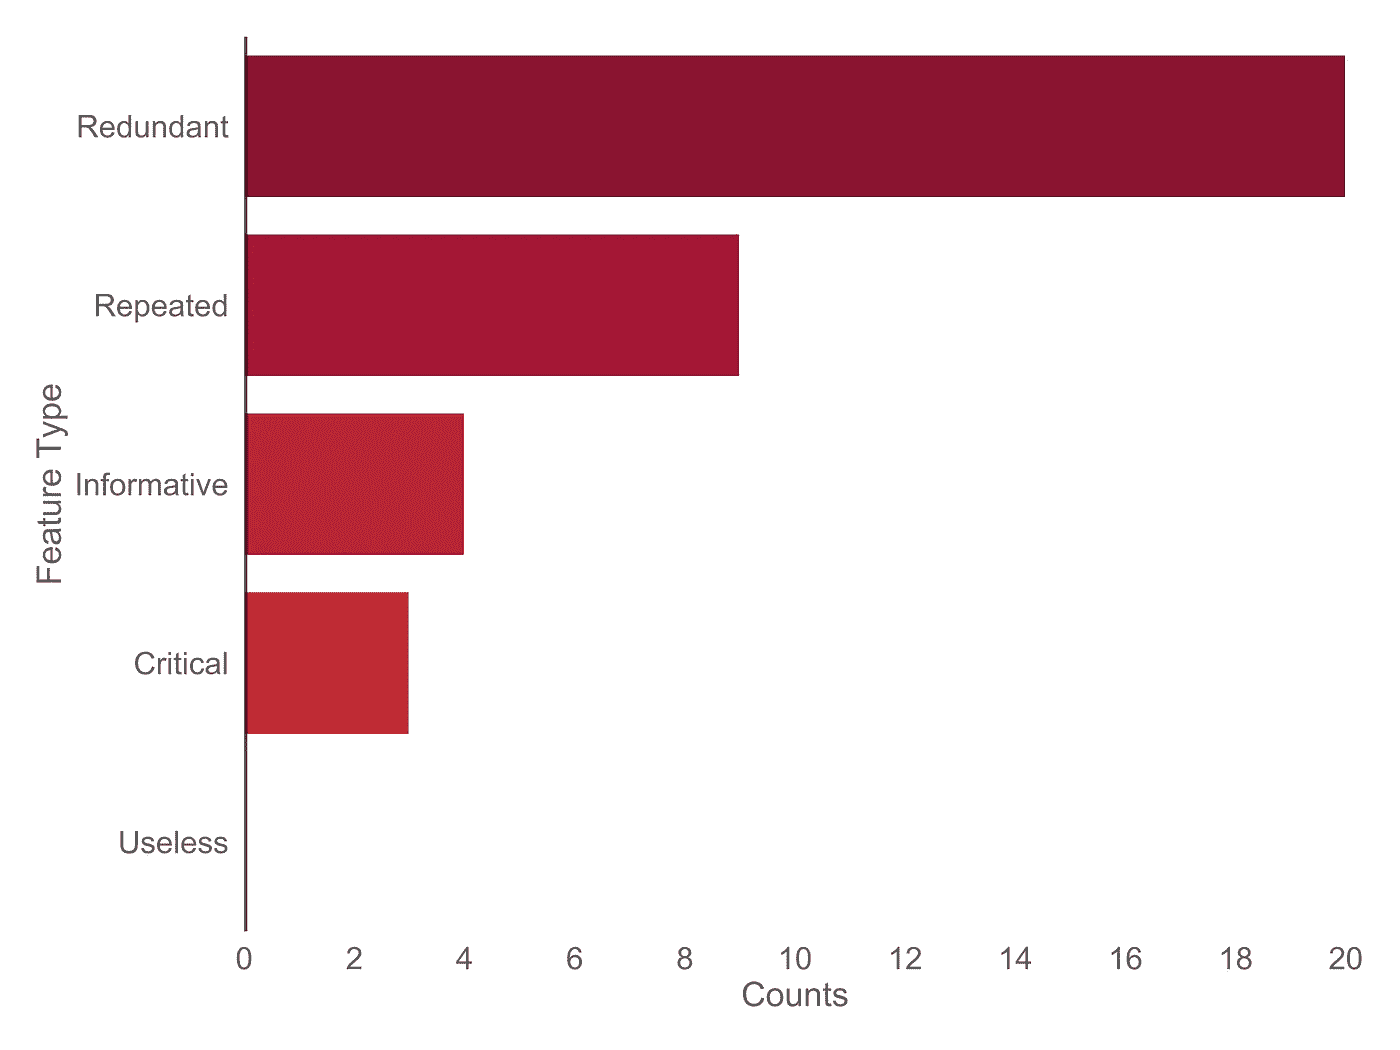 Redundant
Repeated
Informative
Critical
Useless
Feature Type
0 2 4 6 8 10 12 14 16 18 20
Counts